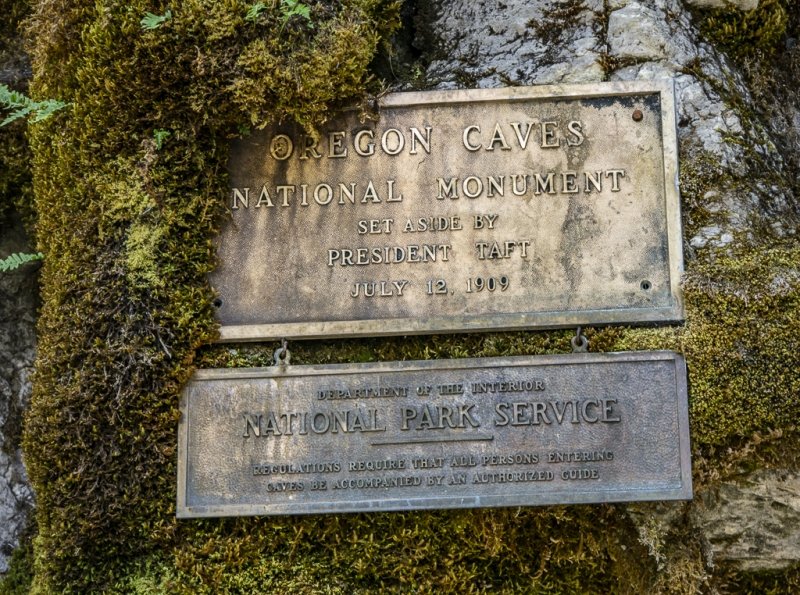 OREGON CAVES
NATIONAL MONUMENT
SET ASIDE BY
PRESIDENT TAFT
JULY 12, 1909
DEPARTMENT OF THE INTERIOR
NATIONAL PARK SERVICE
REGULATIONS REQUIRE THAT ALL PERSONS ENTERING
CAVES BE ACCOMPANIED BY AN AUTHORIZED GUIDE